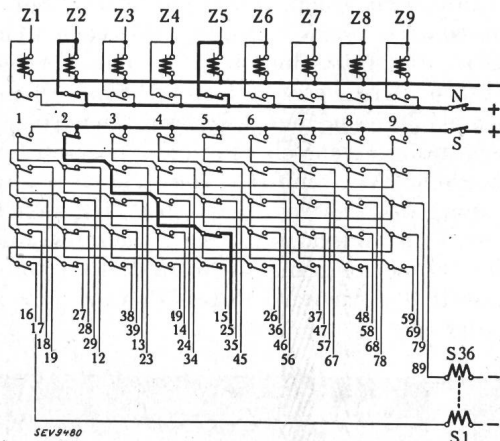 Z1 Z2 Z3 Z4 Z5 Z6 Z7 Z8 Z9
−
N +
1 2 3 4 5 6 7 8 9
S +
16 27 38 19 15 26 37 48 59
17 28 39 14 25 36 47 58 69
18 29 13 24 35 46 57 68 79
19 12 23 34 45 56 67 78 89
S36
S1
SEV9480